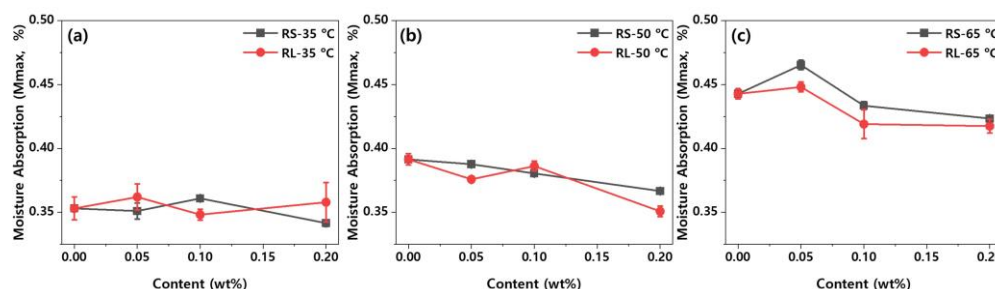 (a)
RS-35 °C
RL-35 °C
Moisture Absorption (Mmax, %)
0.50
0.45
0.40
0.35
0.00 0.05 0.10 0.15 0.20
Content (wt%)
(b)
RS-50 °C
RL-50 °C
Moisture Absorption (Mmax, %)
0.50
0.45
0.40
0.35
0.00 0.05 0.10 0.15 0.20
Content (wt%)
(c)
RS-65 °C
RL-65 °C
Moisture Absorption (Mmax, %)
0.50
0.45
0.40
0.35
0.00 0.05 0.10 0.15 0.20
Content (wt%)